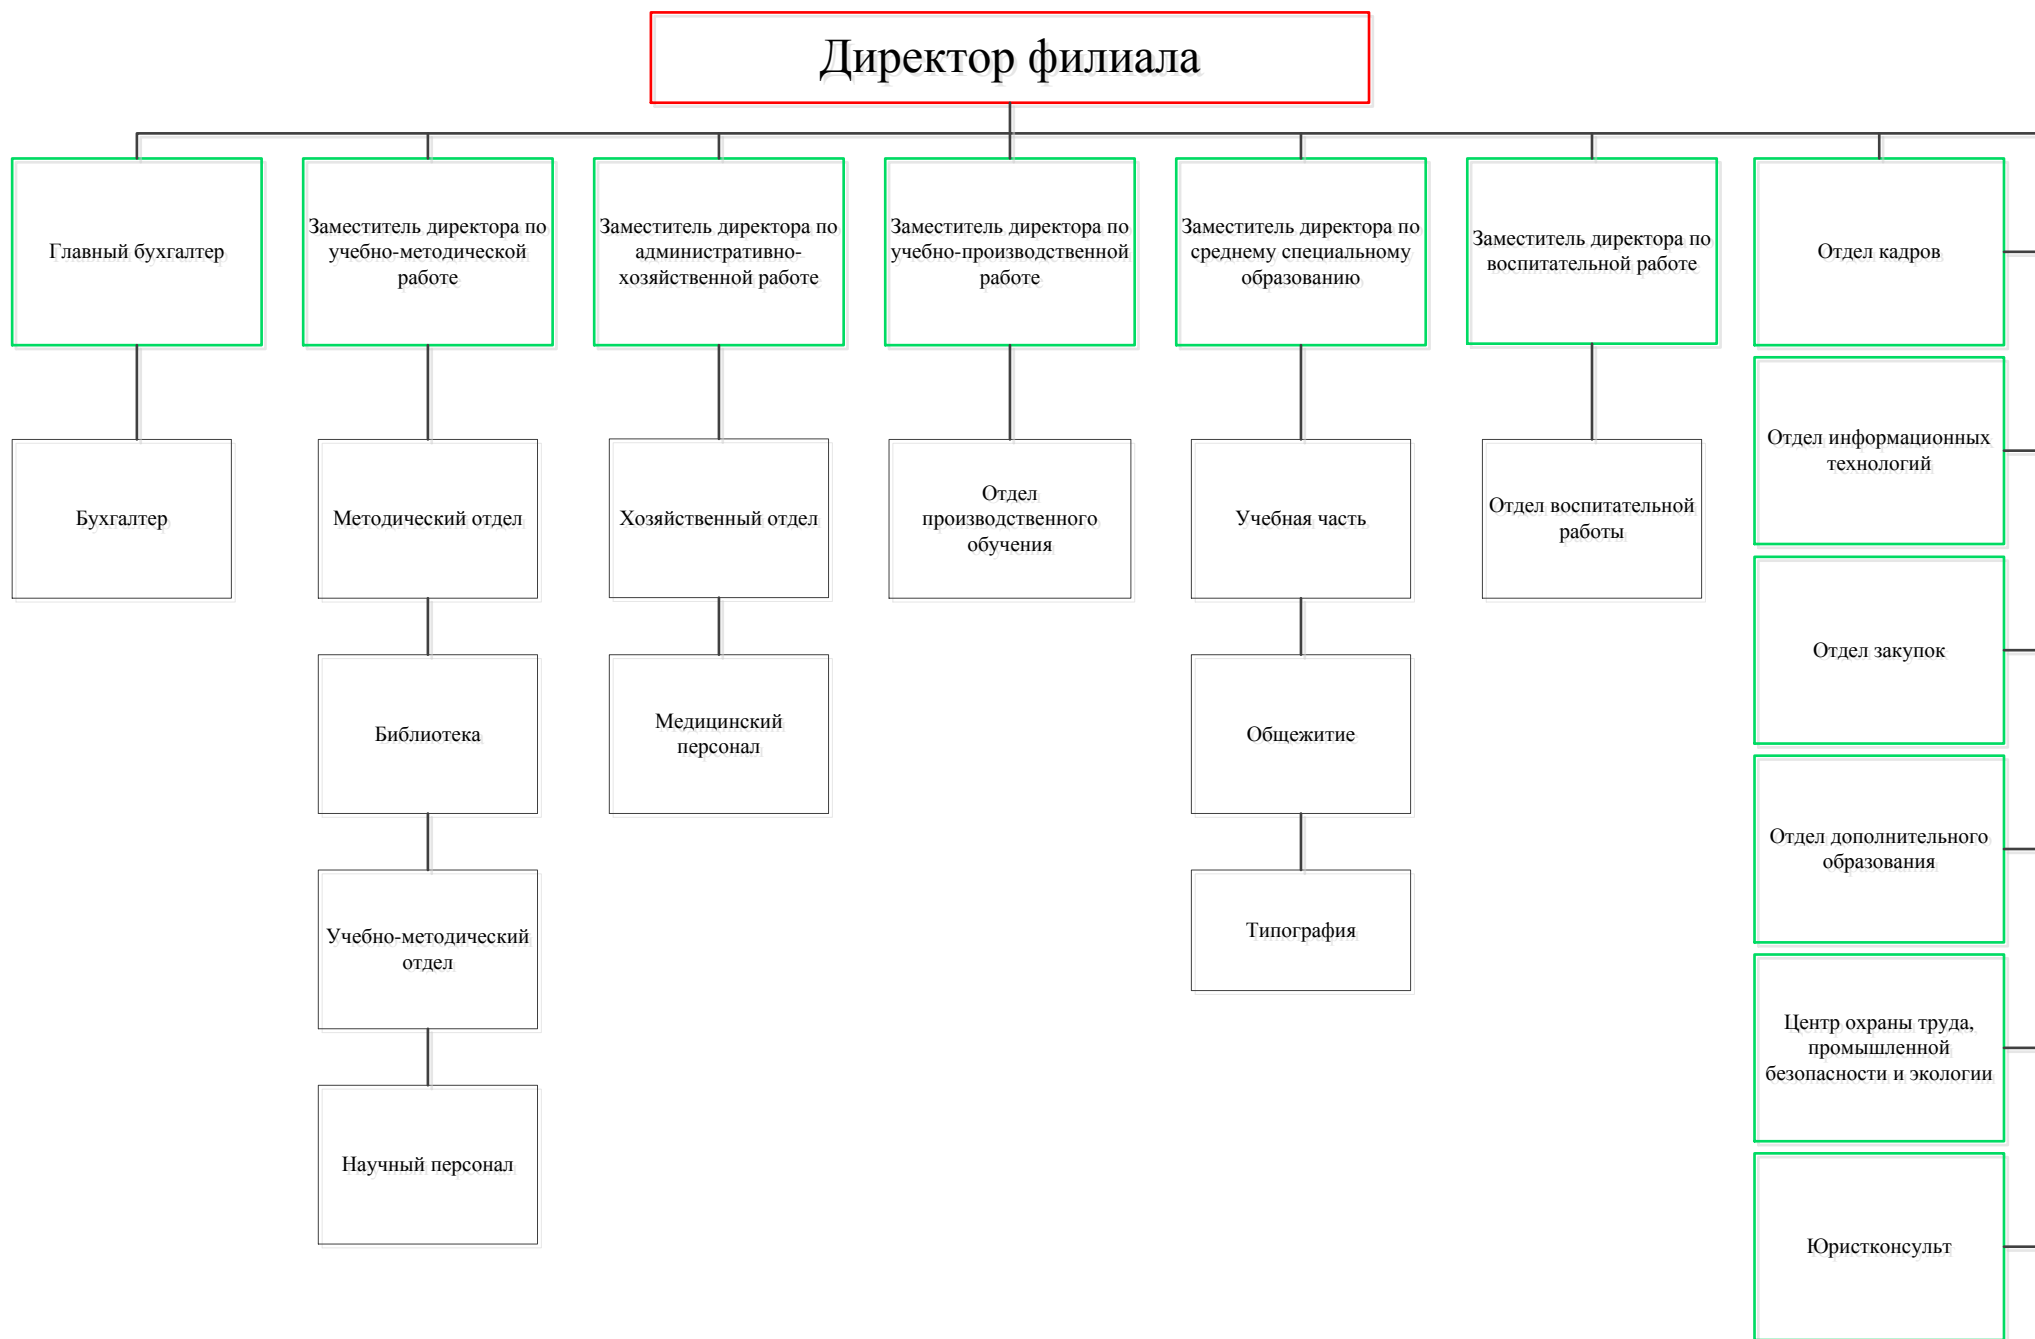 Директор филиала
Главный бухгалтер
Заместитель директора по
учебно-методической
работе
Заместитель директора по
административно-
хозяйственной работе
Заместитель директора по
учебно-производственной
работе
Заместитель директора по
среднему специальному
образованию
Заместитель директора по
воспитательной работе
Отдел кадров
Отдел информационных
технологий
Бухгалтер
Методический отдел
Хозяйственный отдел
Отдел
производственного
обучения
Учебная часть
Отдел воспитательной
работы
Отдел закупок
Библиотека
Медицинский
персонал
Общежитие
Отдел дополнительного
образования
Учебно-методический
отдел
Типография
Центр охраны труда,
промышленной
безопасности и экологии
Научный персонал
Юристконсульт